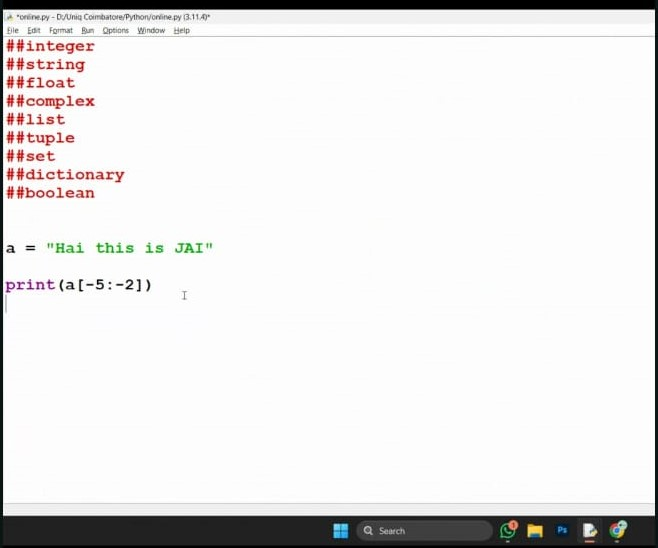 *online.py - D:/Uniq Coimbatore/Python/online.py (3.11.4)*
File Edit Format Run Options Window Help
##integer
##string
##float
##complex
##list
##tuple
##set
##dictionary
##boolean
a = "Hai this is JAI"
print(a[-5:-2])
Search
Ps